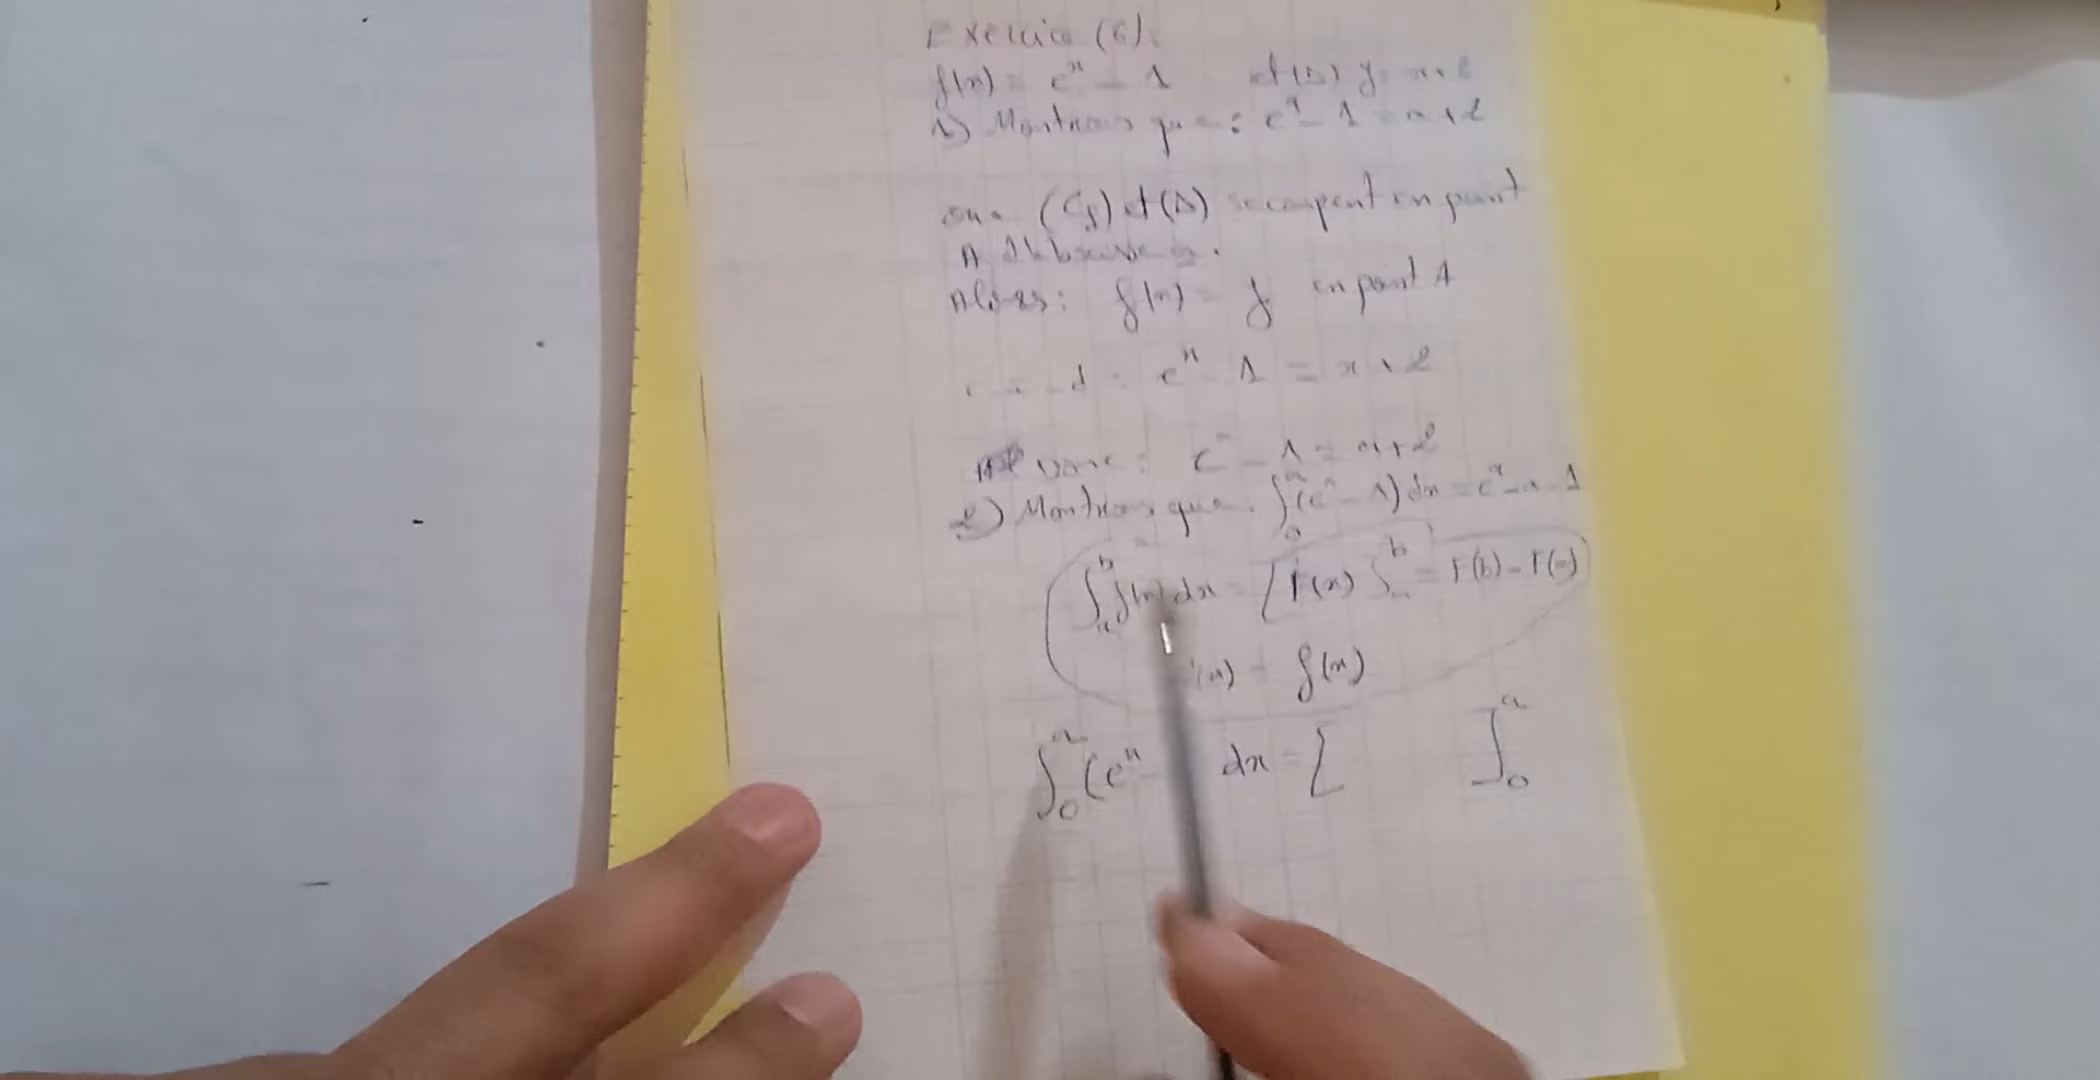 Exercice (6):
f(x) = e^x - 1 et (Δ) y = x + 2
1) Montrons que : e^a - 1 = a + 2
on a (Cf) et (Δ) se coupent en point
A d'abscisse a.
Alors : f(x) = y en point A
e^x - 1 = x + 2
Donc : e^a - 1 = a + 2
2) Montrons que : ∫_0^a (e^x - 1) dx = e^a - a - 1
∫_a^b f(x) dx = [F(x)]_a^b = F(b) - F(a)
'(x) = f(x)
∫_0^a (e^x - dx = [ ]_0^a